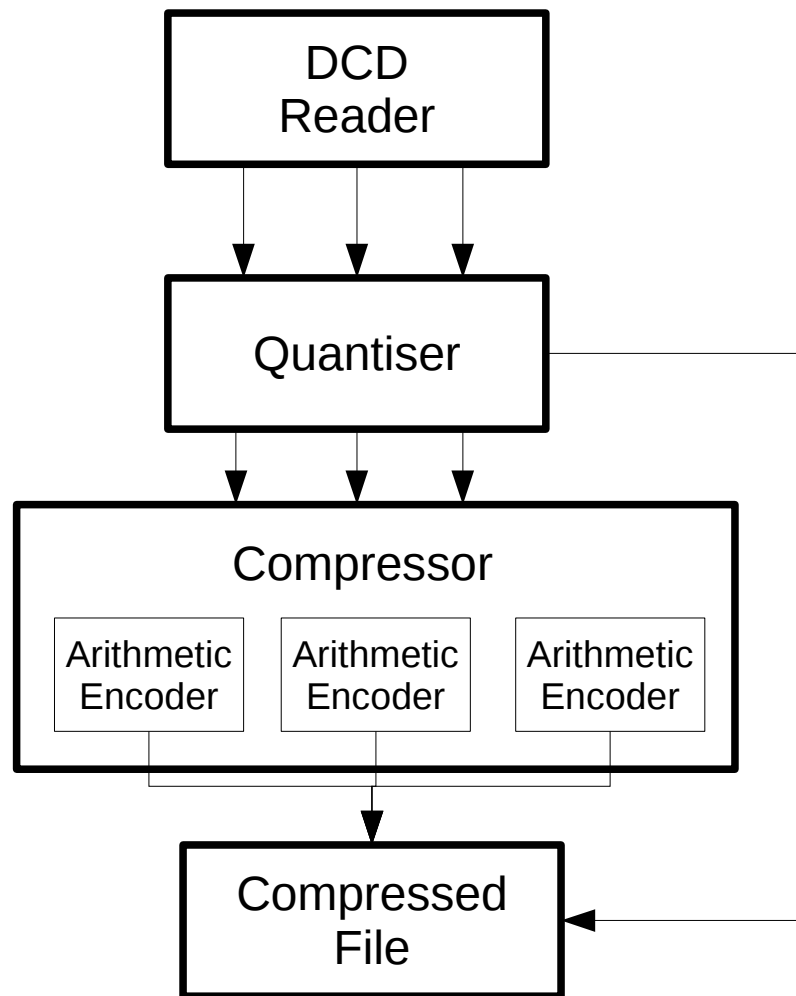 DCD
Reader
Quantiser
Compressor
Arithmetic
Encoder
Arithmetic
Encoder
Arithmetic
Encoder
Compressed
File